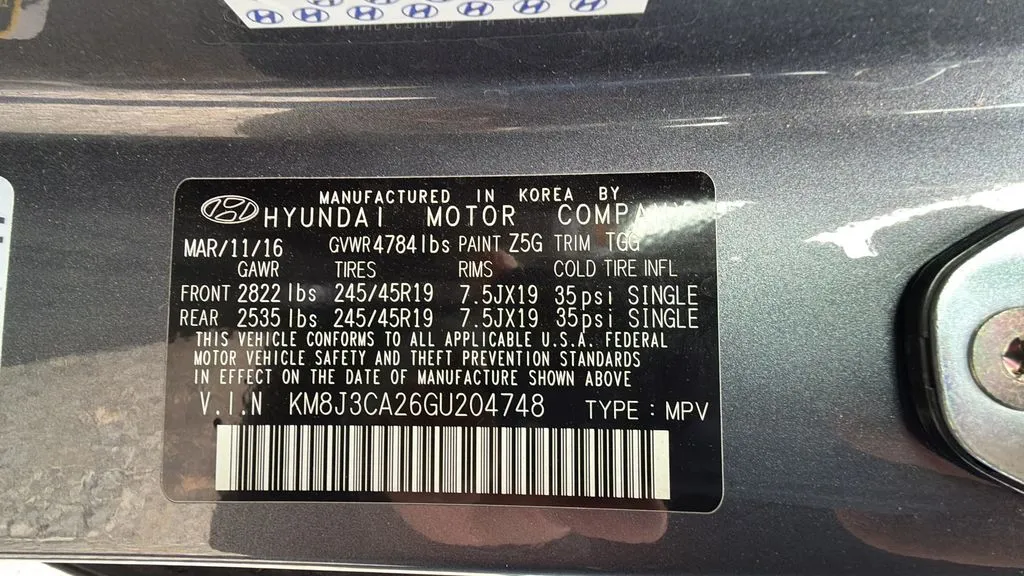 MANUFACTURED IN KOREA BY
HYUNDAI MOTOR COMPANY
MAR/11/16 GVWR 4784 lbs PAINT Z5G TRIM TGG
GAWR TIRES RIMS COLD TIRE INFL
FRONT 2822 lbs 245/45R19 7.5JX19 35psi SINGLE
REAR 2535 lbs 245/45R19 7.5JX19 35psi SINGLE
THIS VEHICLE CONFORMS TO ALL APPLICABLE U.S.A. FEDERAL
MOTOR VEHICLE SAFETY AND THEFT PREVENTION STANDARDS
IN EFFECT ON THE DATE OF MANUFACTURE SHOWN ABOVE
V.I.N KM8J3CA26GU204748 TYPE : MPV